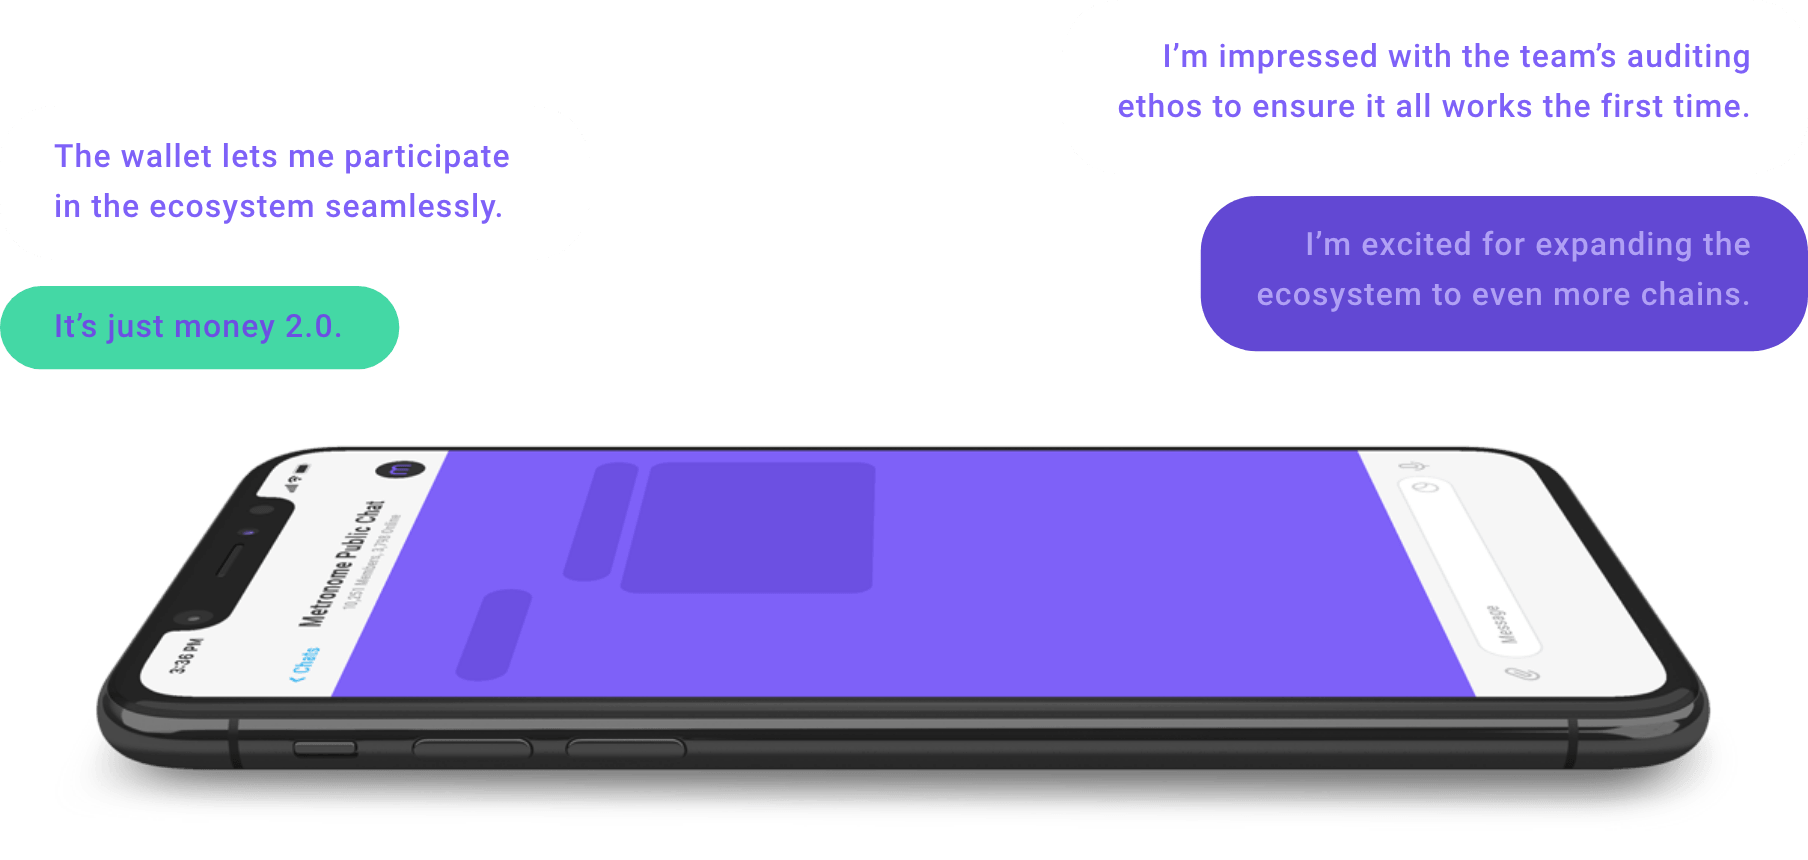 I’m impressed with the team’s auditing
ethos to ensure it all works the first time.
The wallet lets me participate
in the ecosystem seamlessly.
I’m excited for expanding the
ecosystem to even more chains.
It’s just money 2.0.
3:36 PM
‹ Chats
Metronome Public Chat
10,251 Members, 3,798 Online
m
Message